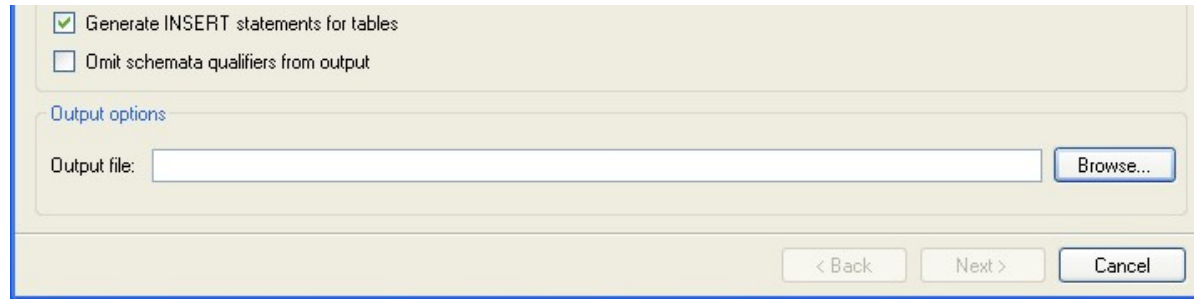 Generate INSERT statements for tables
Omit schemata qualifiers from output
Output options
Output file:
Browse...
< Back
Next >
Cancel